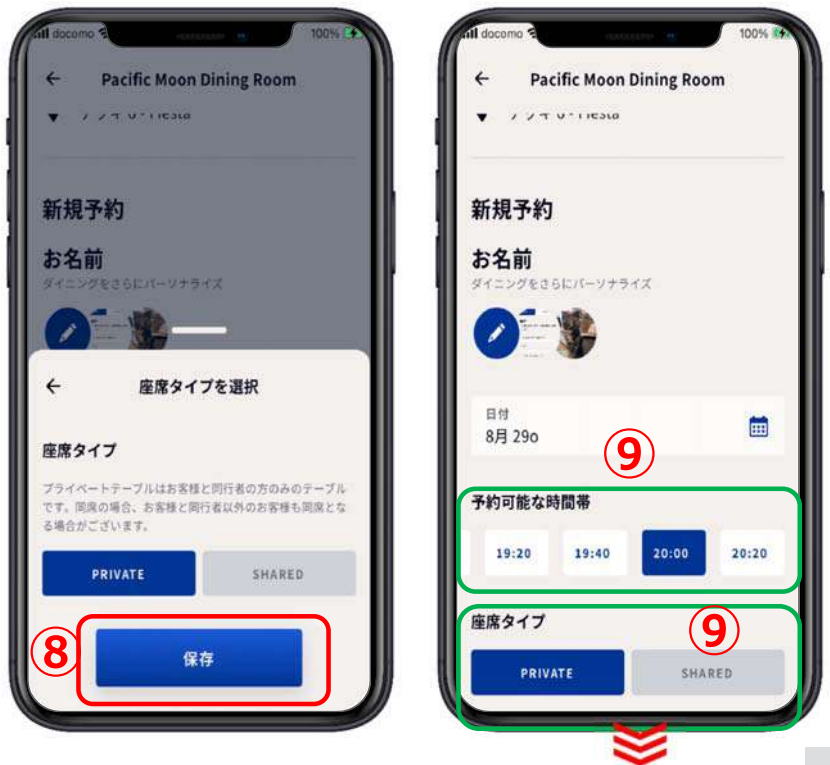 docomo
100%
Pacific Moon Dining Room
新規予約
お名前
ダイニングをさらにパーソナライズ
座席タイプを選択
座席タイプ
プライベートテーブルはお客様と同行者の方のみのテーブル
です。同席の場合、お客様と同行者以外のお客様も同席とな
る場合がございます。
PRIVATE SHARED
⑧
保存
docomo
100%
Pacific Moon Dining Room
新規予約
お名前
ダイニングをさらにパーソナライズ
日付
8月 29o
⑨
予約可能な時間帯
19:20 19:40 20:00 20:20
座席タイプ
⑨
PRIVATE SHARED